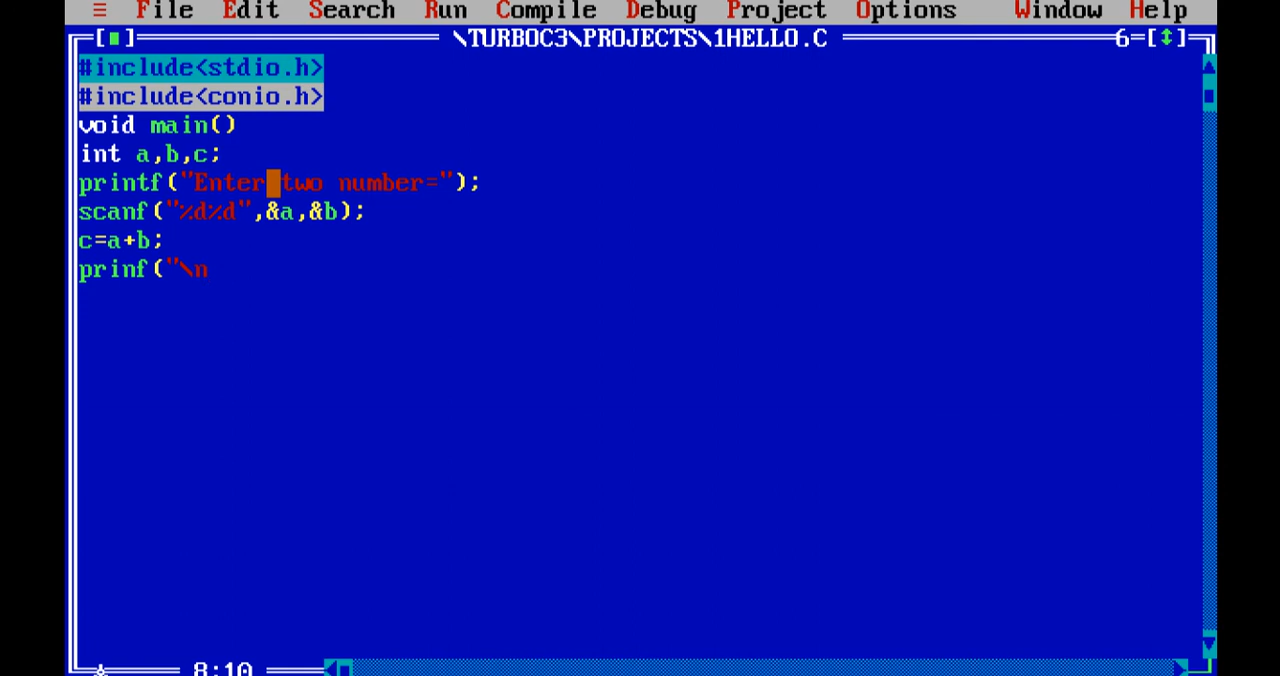 ≡ File Edit Search Run Compile Debug Project Options Window Help
[■] \TURBOC3\PROJECTS\1HELLO.C 6=[↕]
#include<stdio.h>
#include<conio.h>
void main()
int a,b,c;
printf("Enter two number=");
scanf("%d%d",&a,&b);
c=a+b;
prinf("\n
8:10